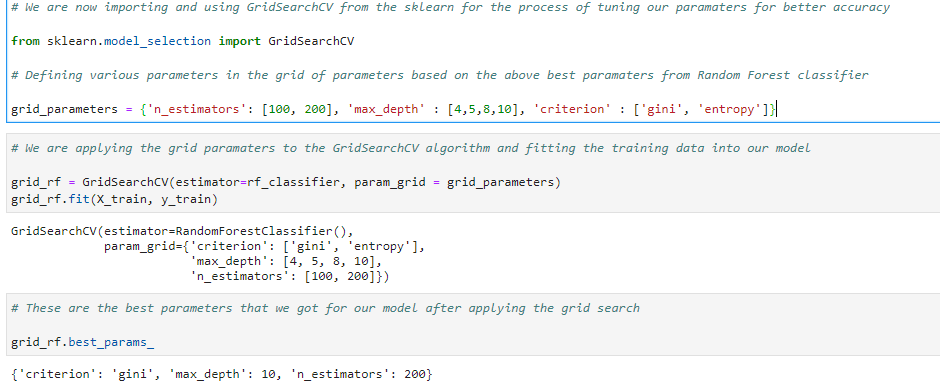 # We are now importing and using GridSearchCV from the sklearn for the process of tuning our paramaters for better accuracy
from sklearn.model_selection import GridSearchCV
# Defining various parameters in the grid of parameters based on the above best paramaters from Random Forest classifier
grid_parameters = {'n_estimators': [100, 200], 'max_depth' : [4,5,8,10], 'criterion' : ['gini', 'entropy']}
# We are applying the grid paramaters to the GridSearchCV algorithm and fitting the training data into our model
grid_rf = GridSearchCV(estimator=rf_classifier, param_grid = grid_parameters)
grid_rf.fit(X_train, y_train)
GridSearchCV(estimator=RandomForestClassifier(),
             param_grid={'criterion': ['gini', 'entropy'],
                         'max_depth': [4, 5, 8, 10],
                         'n_estimators': [100, 200]})
# These are the best parameters that we got for our model after applying the grid search
grid_rf.best_params_
{'criterion': 'gini', 'max_depth': 10, 'n_estimators': 200}